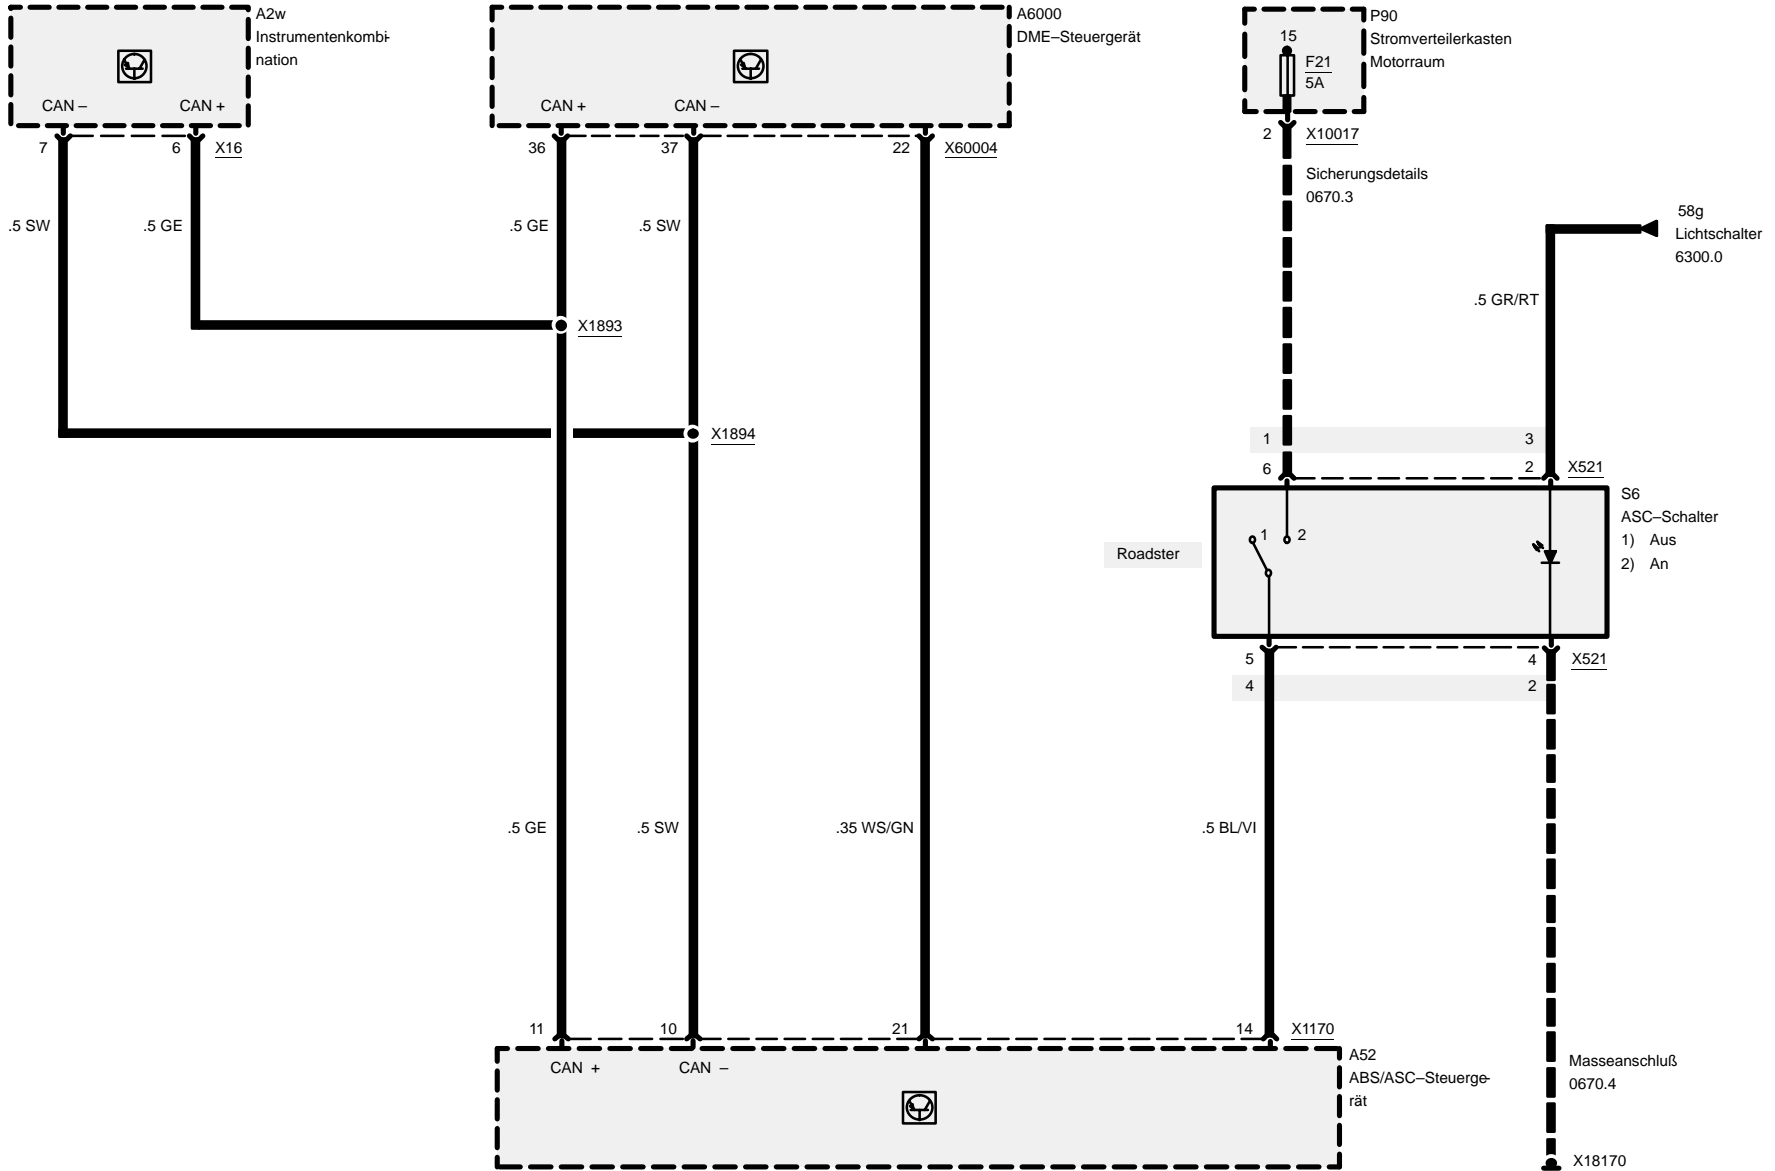 A2w
Instrumentenkombi-
nation
CAN –
CAN +
7
6
X16
A6000
DME–Steuergerät
CAN +
CAN –
36
37
22
X60004
P90
Stromverteilerkasten
Motorraum
15
F21
5A
2
X10017
Sicherungsdetails
0670.3
58g
Lichtschalter
6300.0
.5 SW
.5 GE
.5 GE
.5 SW
.5 GR/RT
X1893
X1894
1
3
6
2
X521
S6
ASC–Schalter
1) Aus
2) An
1
2
Roadster
5
4
X521
4
2
.5 GE
.5 SW
.35 WS/GN
.5 BL/VI
11
10
21
14
X1170
CAN +
CAN –
A52
ABS/ASC–Steuerge-
rät
Masseanschluß
0670.4
X18170